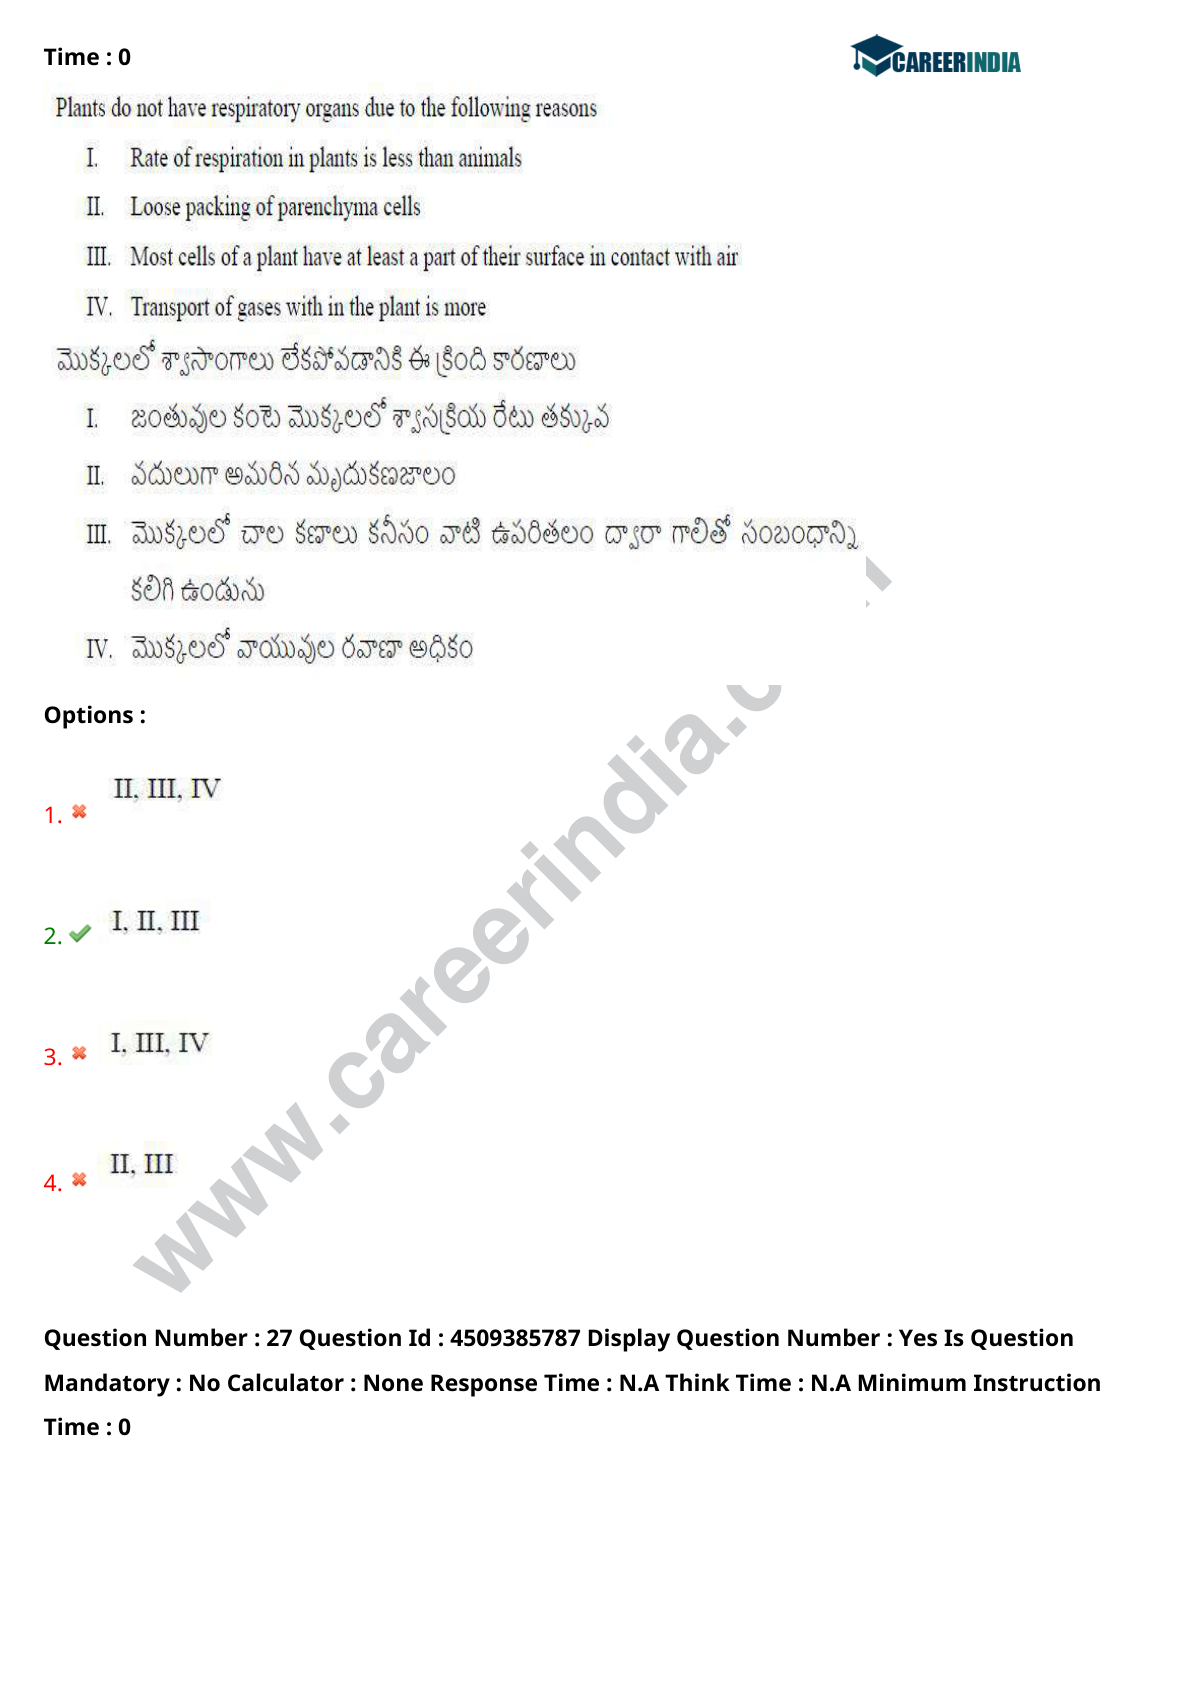 Time : 0
CAREERINDIA
Plants do not have respiratory organs due to the following reasons
I. Rate of respiration in plants is less than animals
II. Loose packing of parenchyma cells
III. Most cells of a plant have at least a part of their surface in contact with air
IV. Transport of gases with in the plant is more
మొక్కలలో శ్వాసాంగాలు లేకపోవడానికి ఈ క్రింది కారణాలు
I. జంతువుల కంటె మొక్కలలో శ్వాసక్రియ రేటు తక్కువ
II. వదులుగా అమరిన మృదుకణజాలం
III. మొక్కలలో చాల కణాలు కనీసం వాటి ఉపరితలం ద్వారా గాలితో సంబంధాన్ని
కలిగి ఉండును
IV. మొక్కలలో వాయువుల రవాణా అధికం
Options :
1. II, III, IV
2. I, II, III
3. I, III, IV
4. II, III
www.careerindia.c
Question Number : 27 Question Id : 4509385787 Display Question Number : Yes Is Question
Mandatory : No Calculator : None Response Time : N.A Think Time : N.A Minimum Instruction
Time : 0